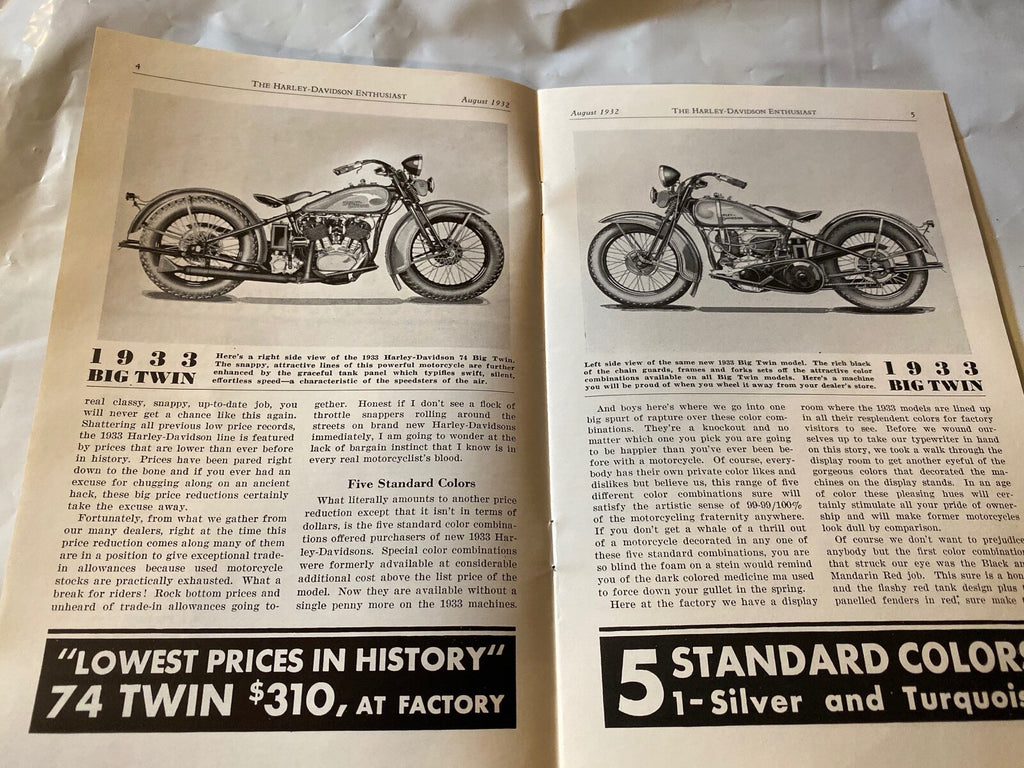 4
THE HARLEY-DAVIDSON ENTHUSIAST
August 1932
1933
BIG TWIN
Here's a right side view of the 1933 Harley-Davidson 74 Big Twin.
The snappy, attractive lines of this powerful motorcycle are further
enhanced by the graceful tank panel which typifies swift, silent,
effortless speed—a characteristic of the speedsters of the air.
real classy, snappy, up-to-date job, you
will never get a chance like this again.
Shattering all previous low price records,
the 1933 Harley-Davidson line is featured
by prices that are lower than ever before
in history. Prices have been pared right
down to the bone and if you ever had an
excuse for chugging along on an ancient
hack, these big price reductions certainly
take the excuse away.
Fortunately, from what we gather from
our many dealers, right at the time this
price reduction comes along many of them
are in a position to give exceptional trade-
in allowances because used motorcycle
stocks are practically exhausted. What a
break for riders! Rock bottom prices and
unheard of trade-in allowances going to-
gether. Honest if I don't see a flock of
throttle snappers rolling around the
streets on brand new Harley-Davidsons
immediately, I am going to wonder at the
lack of bargain instinct that I know is in
every real motorcyclist's blood.
Five Standard Colors
What literally amounts to another price
reduction except that it isn't in terms of
dollars, is the five standard color combina-
tions offered purchasers of new 1933 Har-
ley-Davidsons. Special color combinations
were formerly advailable at considerable
additional cost above the list price of the
model. Now they are available without a
single penny more on the 1933 machines.
"LOWEST PRICES IN HISTORY"
74 TWIN $310, AT FACTORY
August 1932
THE HARLEY-DAVIDSON ENTHUSIAST
5
Left side view of the same new 1933 Big Twin model. The rich black
of the chain guards, frames and forks sets off the attractive color
combinations available on all Big Twin models. Here's a machine
you will be proud of when you wheel it away from your dealer's store.
1933
BIG TWIN
And boys here's where we go into one
big spurt of rapture over these color com-
binations. They're a knockout and no
matter which one you pick you are going
to be happier than you've ever been be-
fore with a motorcycle. Of course, every-
body has their own private color likes and
dislikes but believe us, this range of five
different color combinations sure will
satisfy the artistic sense of 99-99/100%
of the motorcycling fraternity anywhere.
If you don't get a whale of a thrill out
of a motorcycle decorated in any one of
these five standard combinations, you are
so blind the foam on a stein would remind
you of the dark colored medicine ma used
to force down your gullet in the spring.
Here at the factory we have a display
room where the 1933 models are lined up
in all their resplendent colors for factory
visitors to see. Before we wound our-
selves up to take our typewriter in hand
on this story, we took a walk through the
display room to get another eyeful of the
gorgeous colors that decorated the ma-
chines on the display stands. In an age
of color these pleasing hues will cer-
tainly stimulate all your pride of owner-
ship and will make former motorcycles
look dull by comparison.
Of course we don't want to prejudice
anybody but the first color combination
that struck our eye was the Black an
Mandarin Red job. This sure is a hon
and the flashy red tank design plus
panelled fenders in red, sure make
5 STANDARD COLORS
1-Silver and Turquois